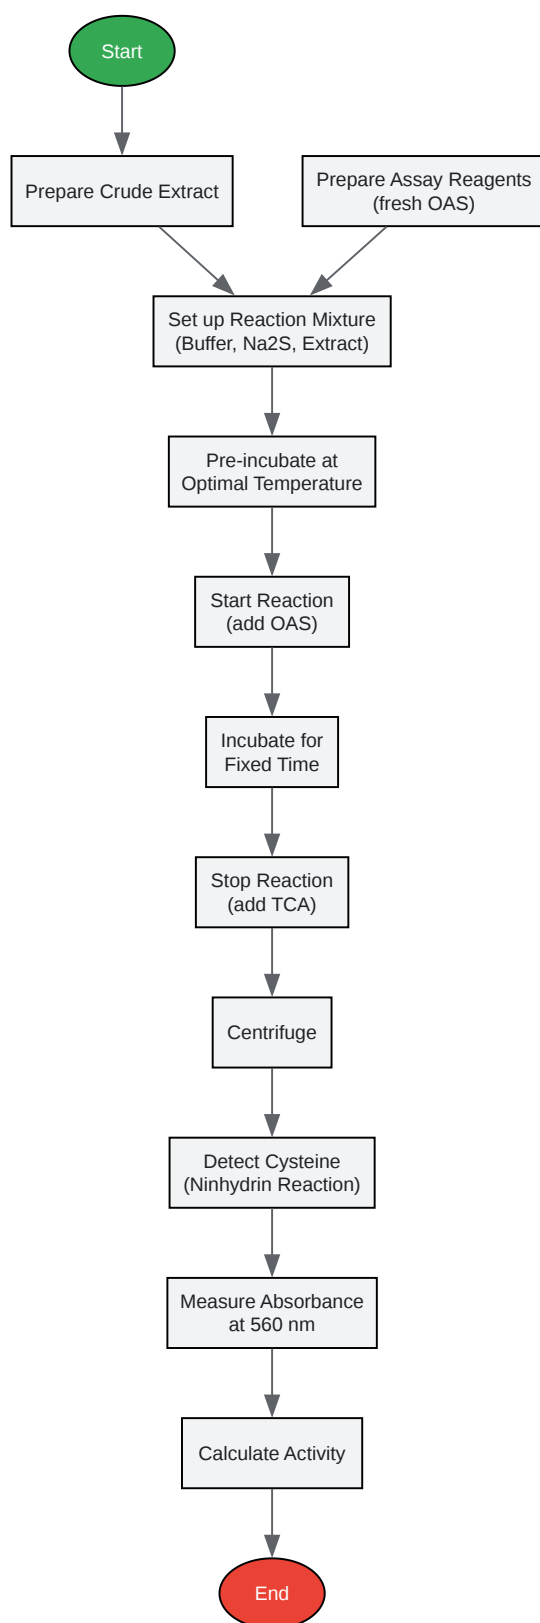 Start
Prepare Crude Extract
Prepare Assay Reagents
(fresh OAS)
Set up Reaction Mixture
(Buffer, Na2S, Extract)
Pre-incubate at
Optimal Temperature
Start Reaction
(add OAS)
Incubate for
Fixed Time
Stop Reaction
(add TCA)
Centrifuge
Detect Cysteine
(Ninhydrin Reaction)
Measure Absorbance
at 560 nm
Calculate Activity
End